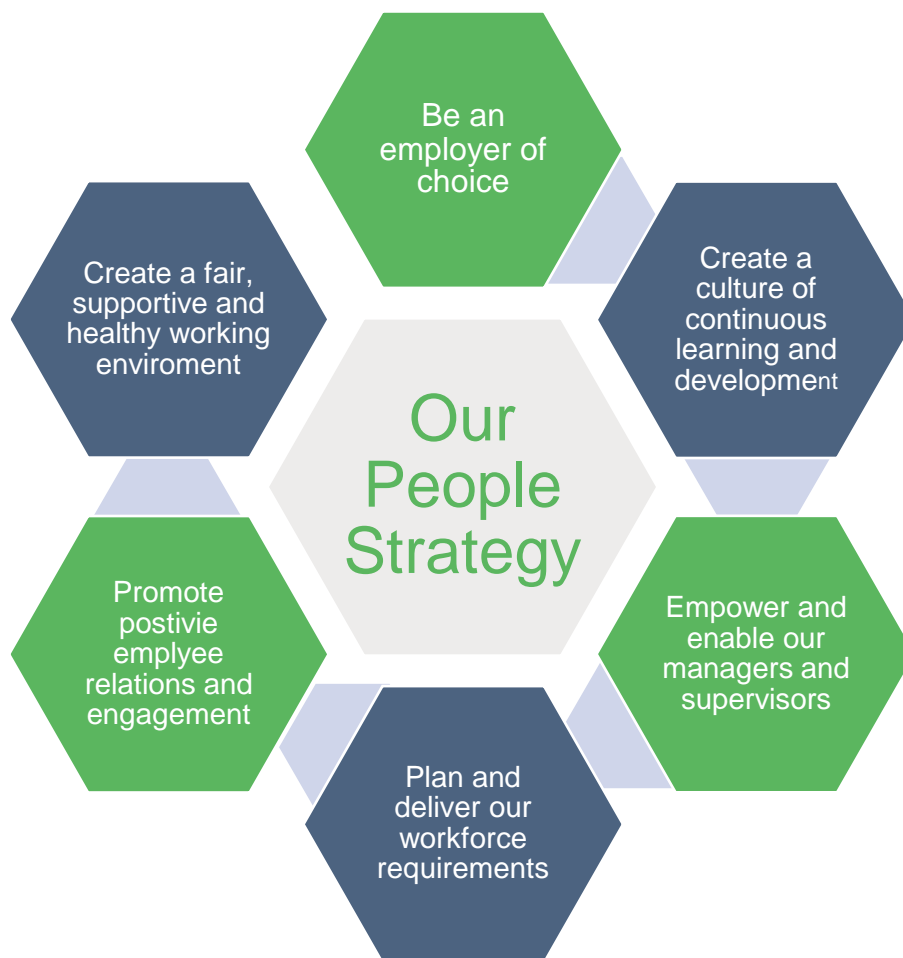 Be an
employer of
choice
Create a
culture of
continuous
learning and
development
Empower and
enable our
managers and
supervisors
Plan and
deliver our
workforce
requirements
Promote
postivie
emplyee
relations and
engagement
Create a fair,
supportive and
healthy working
enviroment
Our
People
Strategy